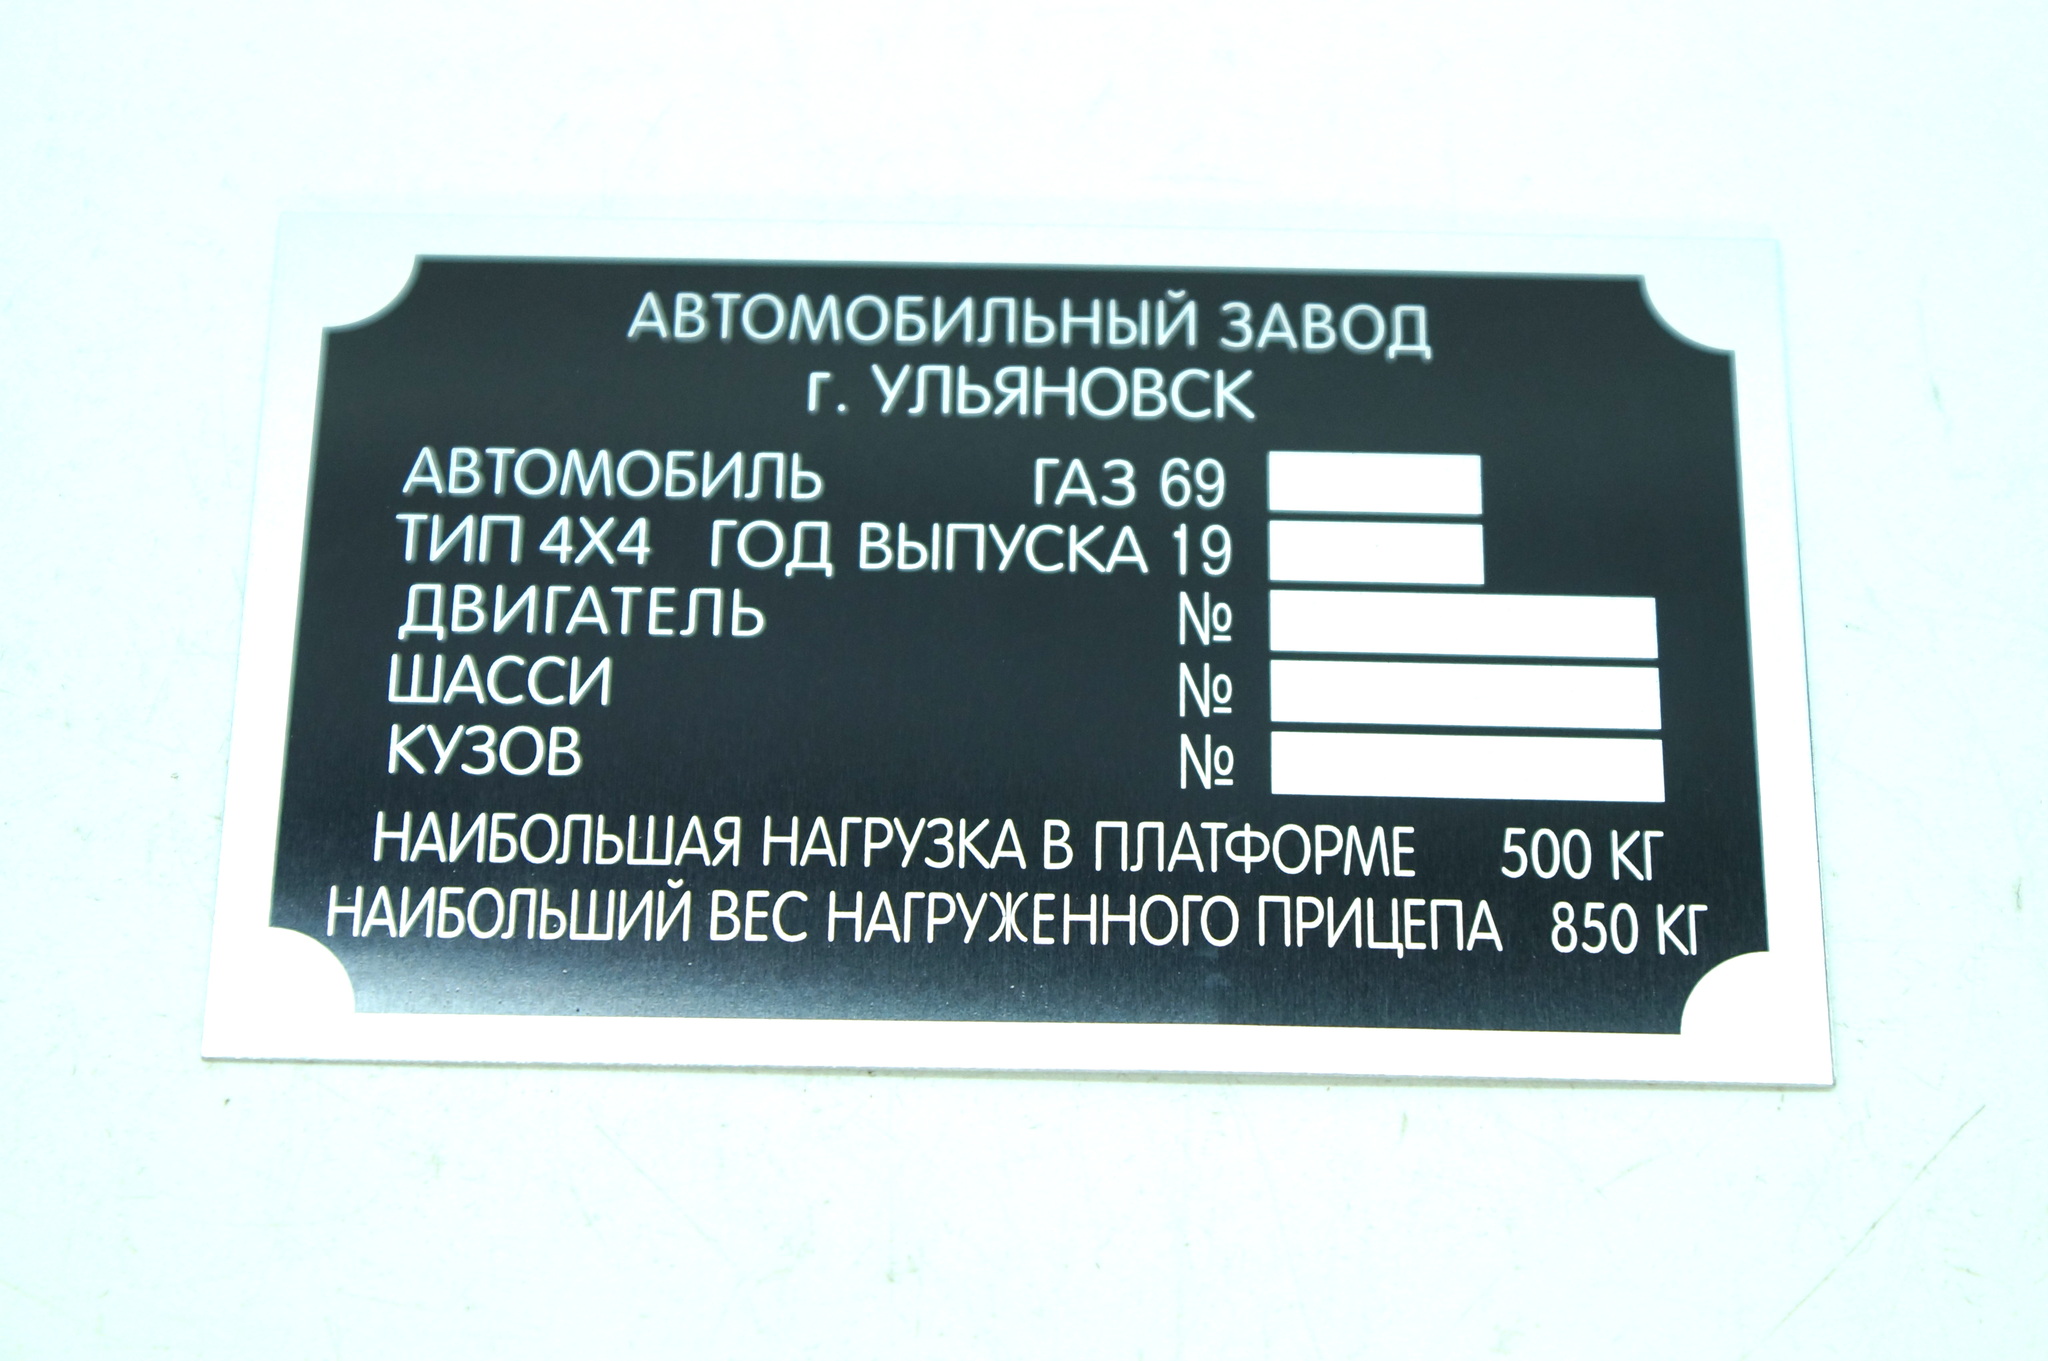 АВТОМОБИЛЬНЫЙ ЗАВОД
г. УЛЬЯНОВСК
АВТОМОБИЛЬ ГАЗ 69
ТИП 4Х4 ГОД ВЫПУСКА 19
ДВИГАТЕЛЬ №
ШАССИ №
КУЗОВ №
НАИБОЛЬШАЯ НАГРУЗКА В ПЛАТФОРМЕ 500 КГ
НАИБОЛЬШИЙ ВЕС НАГРУЖЕННОГО ПРИЦЕПА 850 КГ